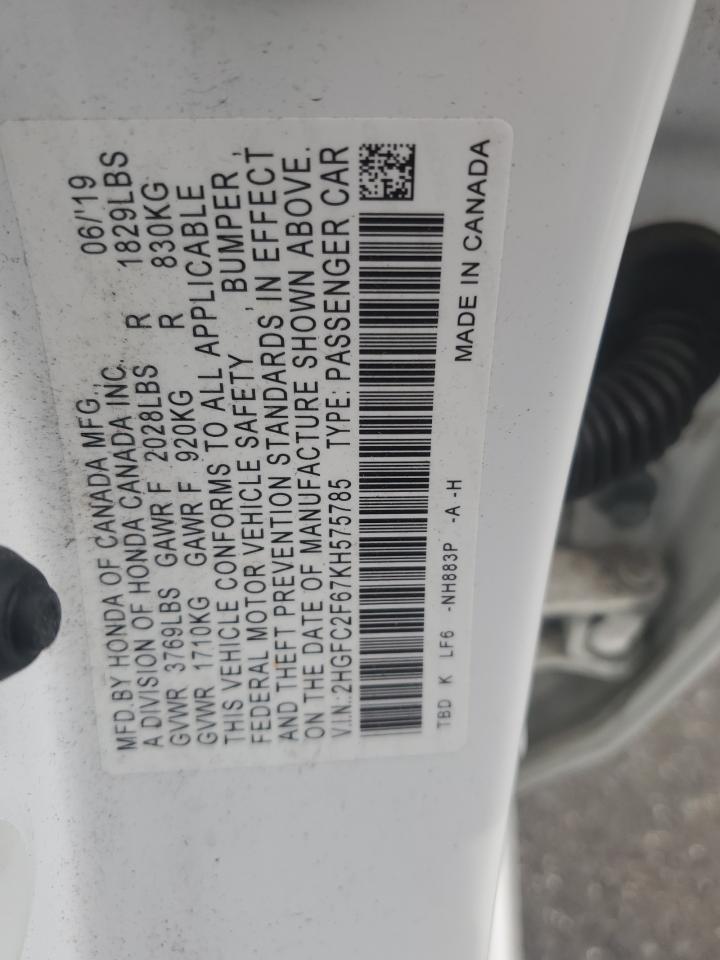 MFD.BY HONDA OF CANADA MFG., 06/'19
A DIVISION OF HONDA CANADA INC.
GVWR 3769LBS GAWR F 2028LBS R 1829LBS
GVWR 1710KG GAWR F 920KG R 830KG
THIS VEHICLE CONFORMS TO ALL APPLICABLE
FEDERAL MOTOR VEHICLE SAFETY , BUMPER ,
AND THEFT PREVENTION STANDARDS IN EFFECT
ON THE DATE OF MANUFACTURE SHOWN ABOVE.
V.I.N.:2HGFC2F67KH575785 TYPE: PASSENGER CAR
TBD K LF6 -NH883P -A -H
MADE IN CANADA